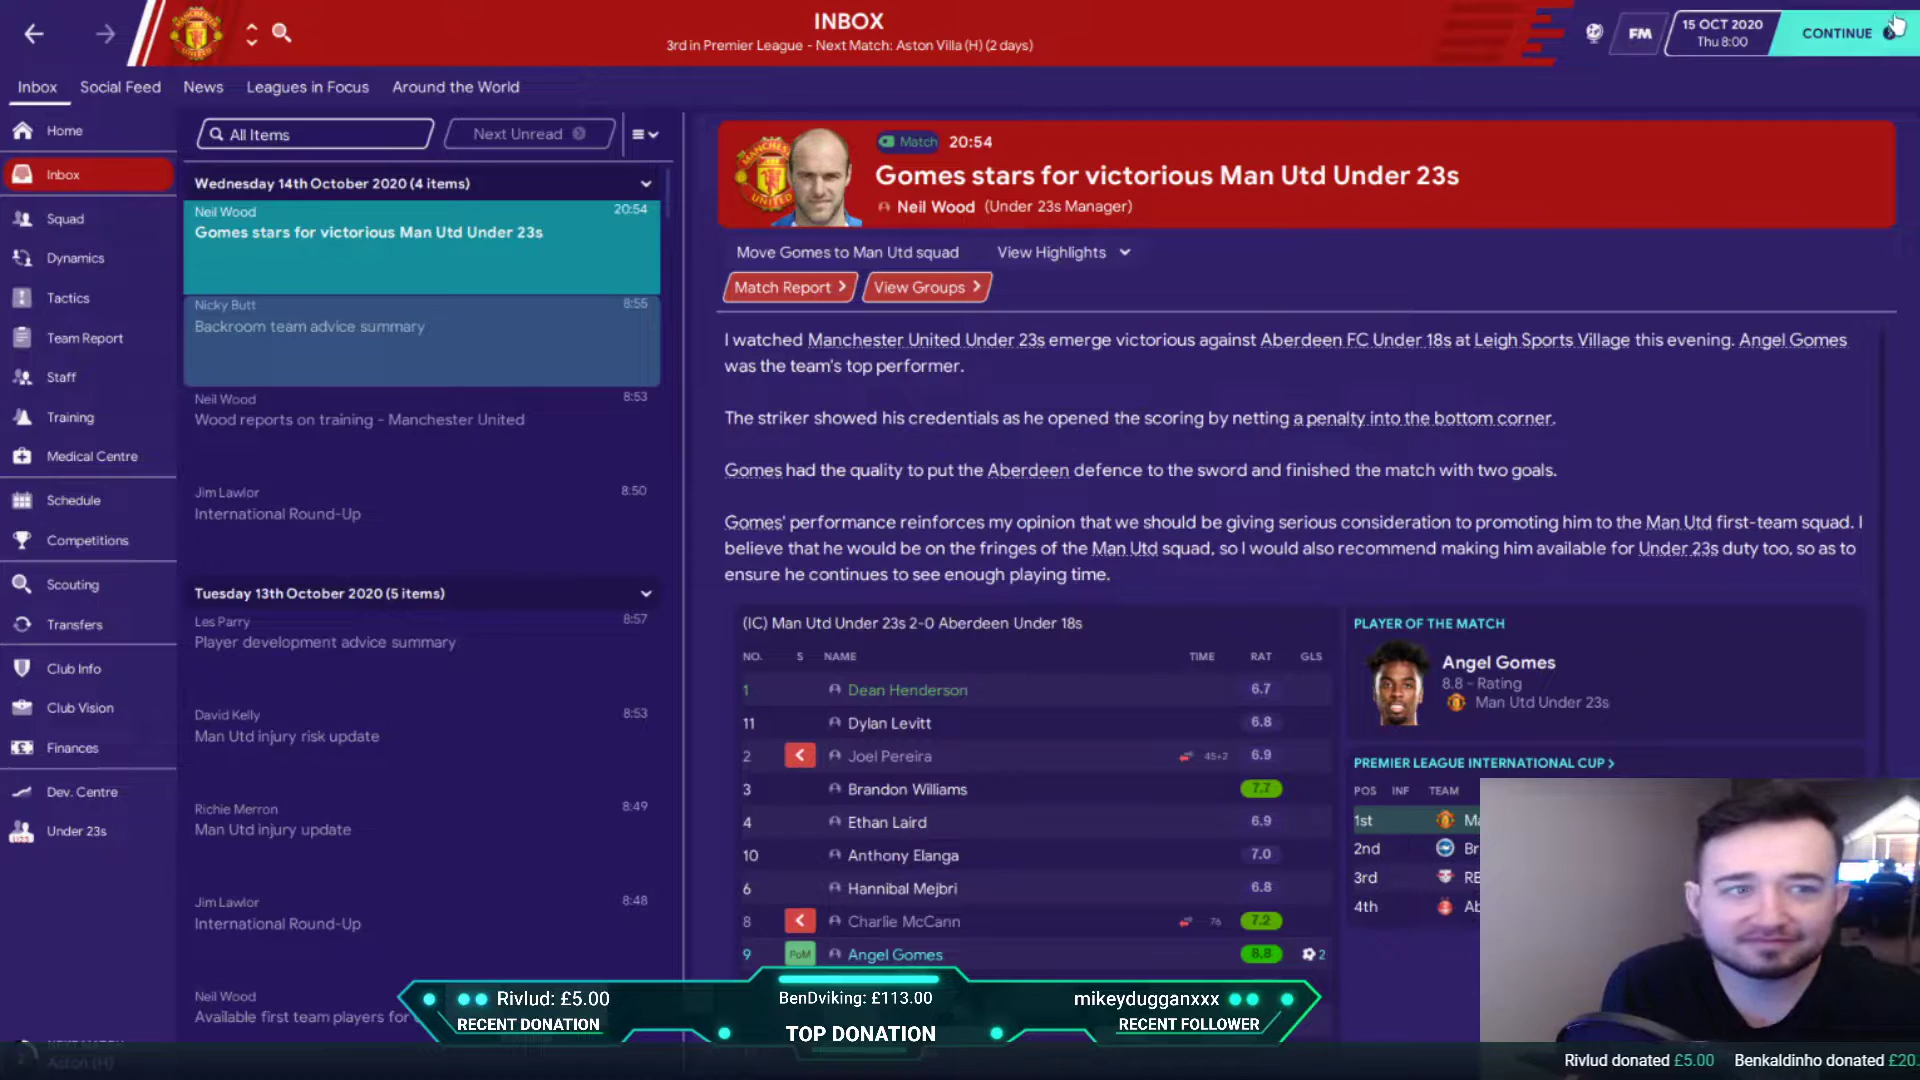 INBOX
3rd in Premier League - Next Match: Aston Villa (H) (2 days)
FM
15 OCT 2020
Thu 8:00
CONTINUE
Inbox
Social Feed
News
Leagues in Focus
Around the World
Home
Inbox
Squad
Dynamics
Tactics
Team Report
Staff
Training
Medical Centre
Schedule
Competitions
Scouting
Transfers
Club Info
Club Vision
Finances
Dev. Centre
Under 23s
All Items
Next Unread
Wednesday 14th October 2020 (4 items)
Neil Wood 20:54
Gomes stars for victorious Man Utd Under 23s
Nicky Butt 8:55
Backroom team advice summary
Neil Wood 8:53
Wood reports on training - Manchester United
Jim Lawlor 8:50
International Round-Up
Tuesday 13th October 2020 (5 items)
Les Parry 8:57
Player development advice summary
David Kelly 8:53
Man Utd injury risk update
Richie Merron 8:49
Man Utd injury update
Jim Lawlor 8:48
International Round-Up
Neil Wood
Available first team players for
Aston (H)
Match 20:54
Gomes stars for victorious Man Utd Under 23s
Neil Wood (Under 23s Manager)
Move Gomes to Man Utd squad
View Highlights
Match Report
View Groups
I watched Manchester United Under 23s emerge victorious against Aberdeen FC Under 18s at Leigh Sports Village this evening. Angel Gomes
was the team's top performer.
The striker showed his credentials as he opened the scoring by netting a penalty into the bottom corner.
Gomes had the quality to put the Aberdeen defence to the sword and finished the match with two goals.
Gomes' performance reinforces my opinion that we should be giving serious consideration to promoting him to the Man Utd first-team squad. I
believe that he would be on the fringes of the Man Utd squad, so I would also recommend making him available for Under 23s duty too, so as to
ensure he continues to see enough playing time.
(IC) Man Utd Under 23s 2-0 Aberdeen Under 18s
NO. S NAME TIME RAT GLS
1 Dean Henderson 6.7
11 Dylan Levitt 6.8
2 Joel Pereira 45+2 6.9
3 Brandon Williams 7.7
4 Ethan Laird 6.9
10 Anthony Elanga 7.0
6 Hannibal Mejbri 6.8
8 Charlie McCann 76 7.2
9 PoM Angel Gomes 8.8 2
PLAYER OF THE MATCH
Angel Gomes
8.8 - Rating
Man Utd Under 23s
PREMIER LEAGUE INTERNATIONAL CUP >
POS INF TEAM
1st Ma
2nd Br
3rd RE
4th Ab
Rivlud: £5.00
RECENT DONATION
BenDviking: £113.00
TOP DONATION
mikeydugganxxx
RECENT FOLLOWER
Rivlud donated £5.00 Benkaldinho donated £20